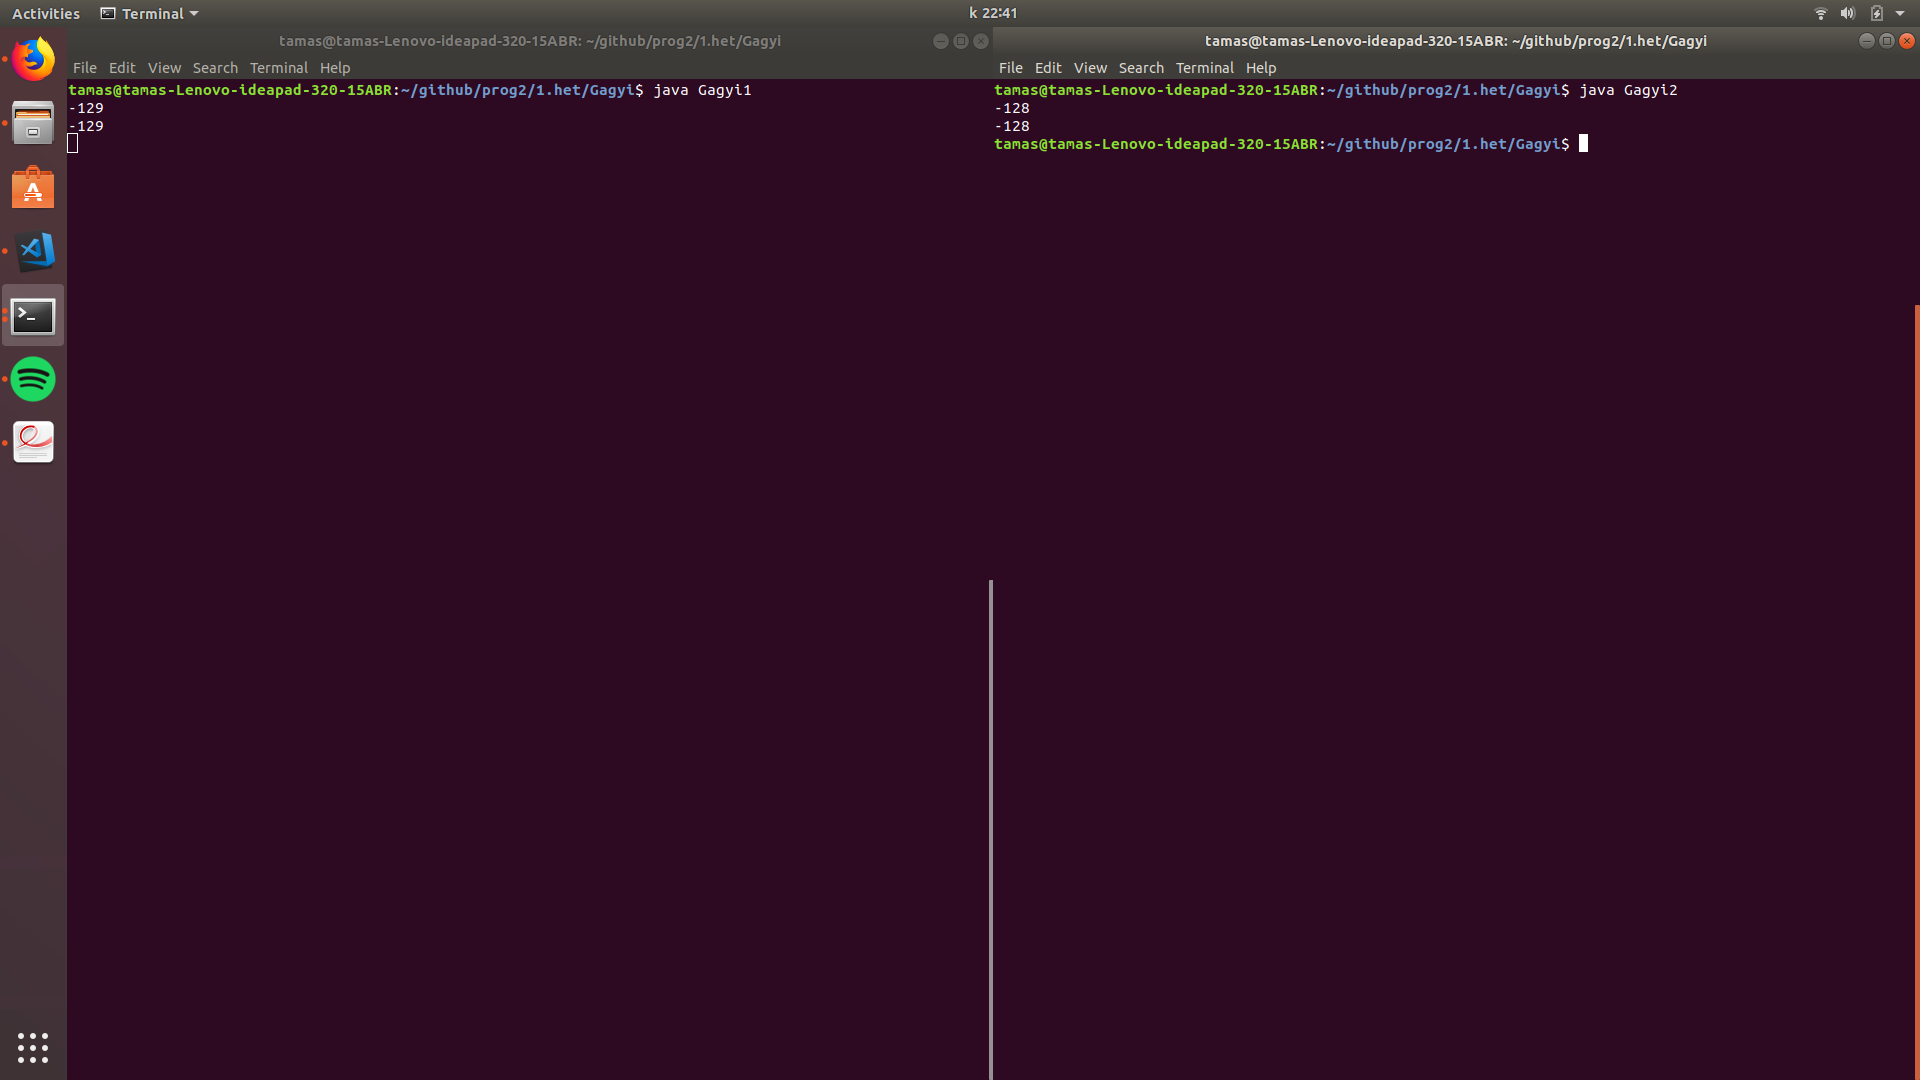 Activities Terminal k 22:41
tamas@tamas-Lenovo-ideapad-320-15ABR: ~/github/prog2/1.het/Gagyi
File Edit View Search Terminal Help
tamas@tamas-Lenovo-ideapad-320-15ABR:~/github/prog2/1.het/Gagyi$ java Gagyi1
-129
-129
tamas@tamas-Lenovo-ideapad-320-15ABR: ~/github/prog2/1.het/Gagyi
File Edit View Search Terminal Help
tamas@tamas-Lenovo-ideapad-320-15ABR:~/github/prog2/1.het/Gagyi$ java Gagyi2
-128
-128
tamas@tamas-Lenovo-ideapad-320-15ABR:~/github/prog2/1.het/Gagyi$